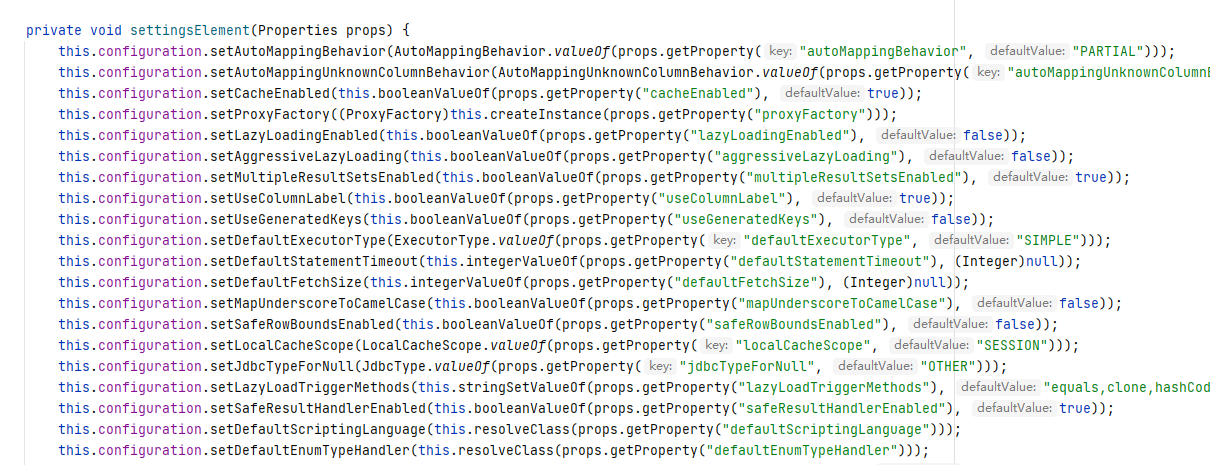 private void settingsElement(Properties props) {
this.configuration.setAutoMappingBehavior(AutoMappingBehavior.valueOf(props.getProperty( key: "autoMappingBehavior", defaultValue: "PARTIAL")));
this.configuration.setAutoMappingUnknownColumnBehavior(AutoMappingUnknownColumnBehavior.valueOf(props.getProperty( key: "autoMappingUnknownColumnB
this.configuration.setCacheEnabled(this.booleanValueOf(props.getProperty("cacheEnabled"), defaultValue: true));
this.configuration.setProxyFactory((ProxyFactory)this.createInstance(props.getProperty("proxyFactory")));
this.configuration.setLazyLoadingEnabled(this.booleanValueOf(props.getProperty("lazyLoadingEnabled"), defaultValue: false));
this.configuration.setAggressiveLazyLoading(this.booleanValueOf(props.getProperty("aggressiveLazyLoading"), defaultValue: false));
this.configuration.setMultipleResultSetsEnabled(this.booleanValueOf(props.getProperty("multipleResultSetsEnabled"), defaultValue: true));
this.configuration.setUseColumnLabel(this.booleanValueOf(props.getProperty("useColumnLabel"), defaultValue: true));
this.configuration.setUseGeneratedKeys(this.booleanValueOf(props.getProperty("useGeneratedKeys"), defaultValue: false));
this.configuration.setDefaultExecutorType(ExecutorType.valueOf(props.getProperty( key: "defaultExecutorType", defaultValue: "SIMPLE")));
this.configuration.setDefaultStatementTimeout(this.integerValueOf(props.getProperty("defaultStatementTimeout"), (Integer)null));
this.configuration.setDefaultFetchSize(this.integerValueOf(props.getProperty("defaultFetchSize"), (Integer)null));
this.configuration.setMapUnderscoreToCamelCase(this.booleanValueOf(props.getProperty("mapUnderscoreToCamelCase"), defaultValue: false));
this.configuration.setSafeRowBoundsEnabled(this.booleanValueOf(props.getProperty("safeRowBoundsEnabled"), defaultValue: false));
this.configuration.setLocalCacheScope(LocalCacheScope.valueOf(props.getProperty( key: "localCacheScope", defaultValue: "SESSION")));
this.configuration.setJdbcTypeForNull(JdbcType.valueOf(props.getProperty( key: "jdbcTypeForNull", defaultValue: "OTHER")));
this.configuration.setLazyLoadTriggerMethods(this.stringSetValueOf(props.getProperty("lazyLoadTriggerMethods"), defaultValue: "equals,clone,hashCod
this.configuration.setSafeResultHandlerEnabled(this.booleanValueOf(props.getProperty("safeResultHandlerEnabled"), defaultValue: true));
this.configuration.setDefaultScriptingLanguage(this.resolveClass(props.getProperty("defaultScriptingLanguage")));
this.configuration.setDefaultEnumTypeHandler(this.resolveClass(props.getProperty("defaultEnumTypeHandler")));